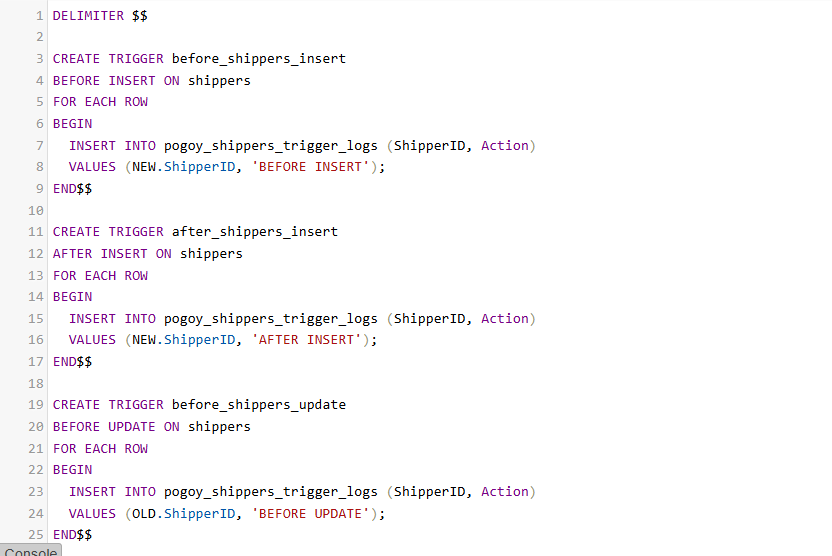 1 DELIMITER $$
2
3 CREATE TRIGGER before_shippers_insert
4 BEFORE INSERT ON shippers
5 FOR EACH ROW
6 BEGIN
7   INSERT INTO pogoy_shippers_trigger_logs (ShipperID, Action)
8   VALUES (NEW.ShipperID, 'BEFORE INSERT');
9 END$$
10
11 CREATE TRIGGER after_shippers_insert
12 AFTER INSERT ON shippers
13 FOR EACH ROW
14 BEGIN
15   INSERT INTO pogoy_shippers_trigger_logs (ShipperID, Action)
16   VALUES (NEW.ShipperID, 'AFTER INSERT');
17 END$$
18
19 CREATE TRIGGER before_shippers_update
20 BEFORE UPDATE ON shippers
21 FOR EACH ROW
22 BEGIN
23   INSERT INTO pogoy_shippers_trigger_logs (ShipperID, Action)
24   VALUES (OLD.ShipperID, 'BEFORE UPDATE');
25 END$$
Console